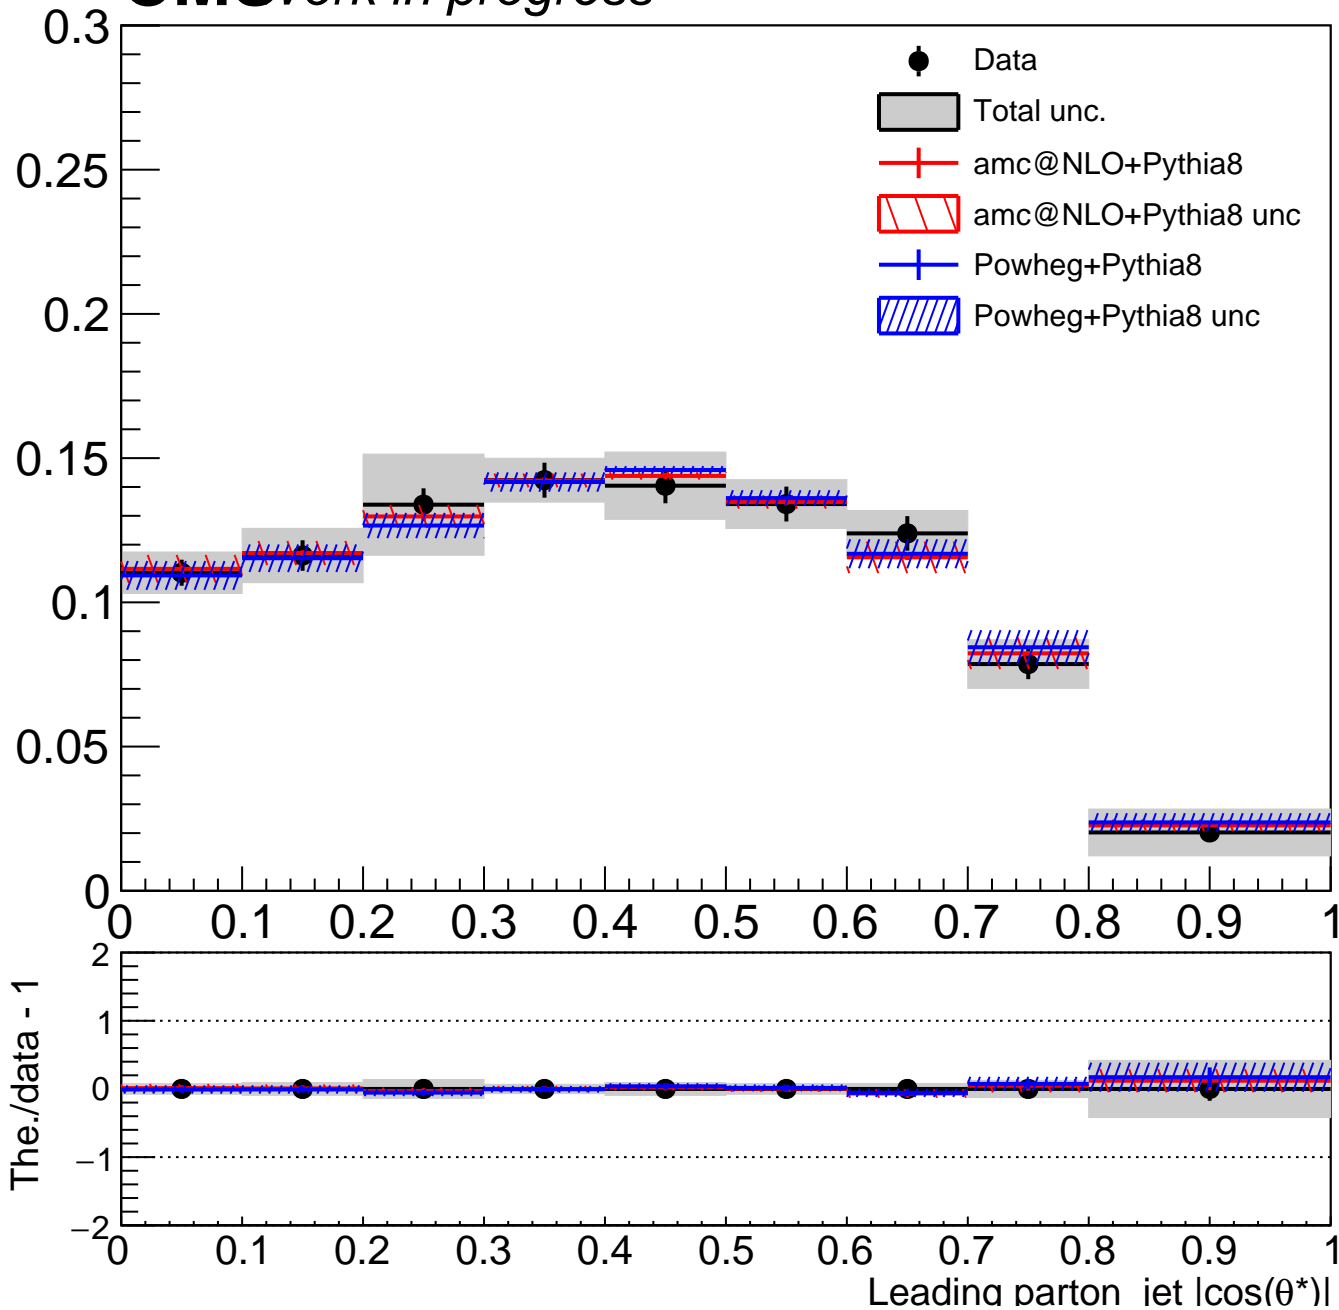 CMS Work in progress
0.3
0.25
0.2
0.15
0.1
0.05
0
Data
Total unc.
amc@NLO+Pythia8
amc@NLO+Pythia8 unc
Powheg+Pythia8
Powheg+Pythia8 unc
0 0.1 0.2 0.3 0.4 0.5 0.6 0.7 0.8 0.9 1
The./data - 1
2
1
0
−1
−2
0 0.1 0.2 0.3 0.4 0.5 0.6 0.7 0.8 0.9 1
Leading parton jet |cos(θ*)|